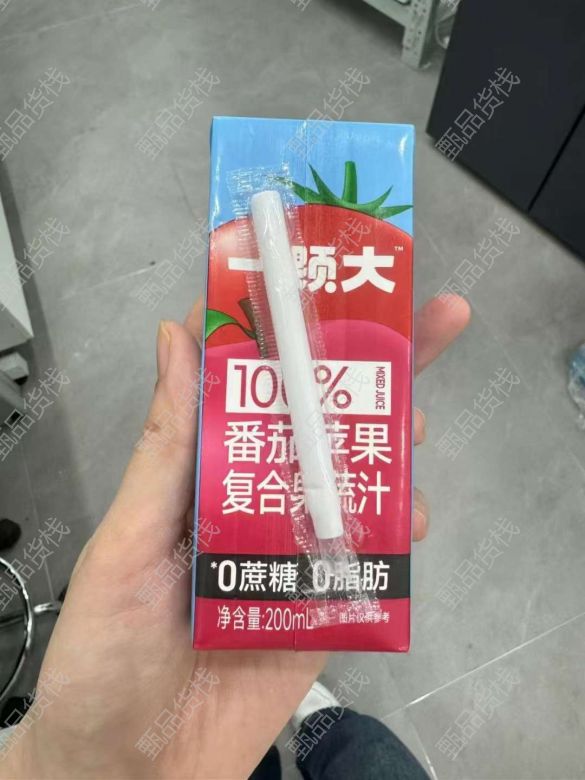 一颗大™
100%
MIXED JUICE
番茄苹果
复合果蔬汁
*0蔗糖 0脂肪
净含量:200mL
图片仅供参考
甄品货栈